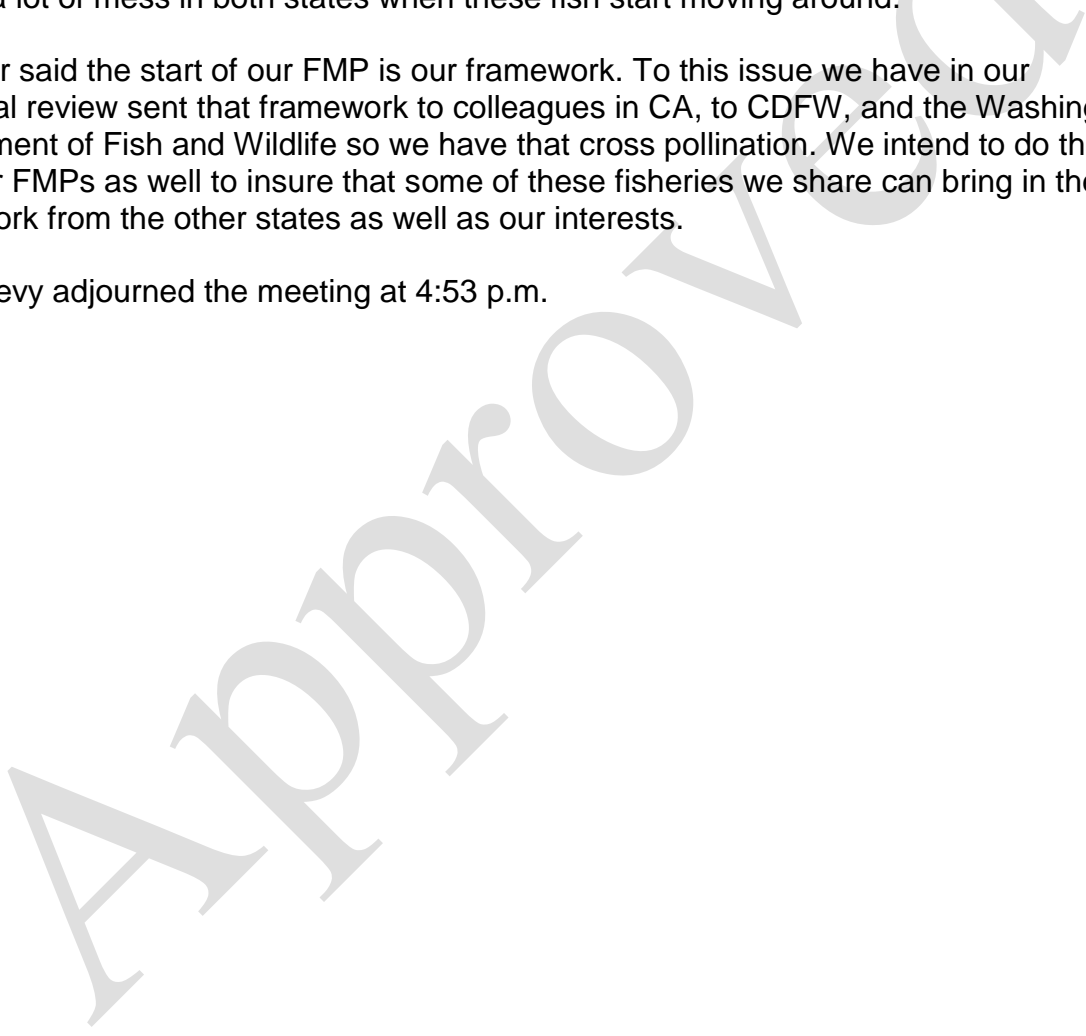 lot of mess in both states when these fish start moving around.
r said the start of our FMP is our framework. To this issue we have in our
al review sent that framework to colleagues in CA, to CDFW, and the Washing
ment of Fish and Wildlife so we have that cross pollination. We intend to do th
r FMPs as well to insure that some of these fisheries we share can bring in the
ork from the other states as well as our interests.
evy adjourned the meeting at 4:53 p.m.
Approved